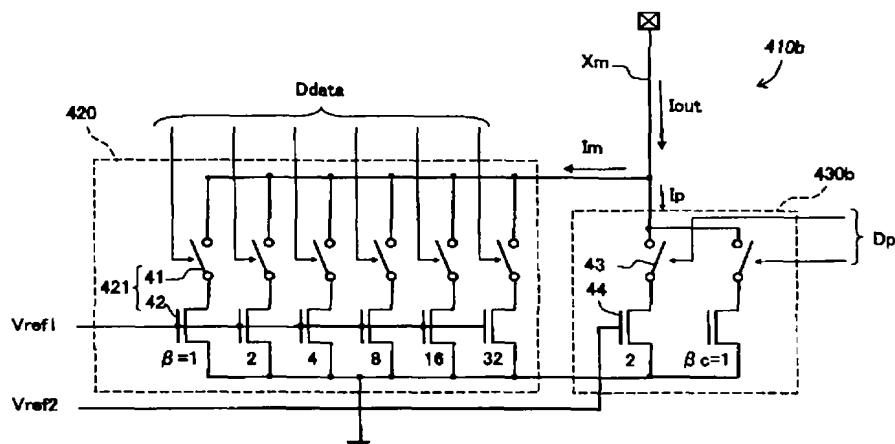 410b
Xm
Iout
Ddata
420
Im
Ip
430b
Dp
41
421
42
43
44
Vref1
β=1 2 4 8 16 32
2 βc=1
Vref2